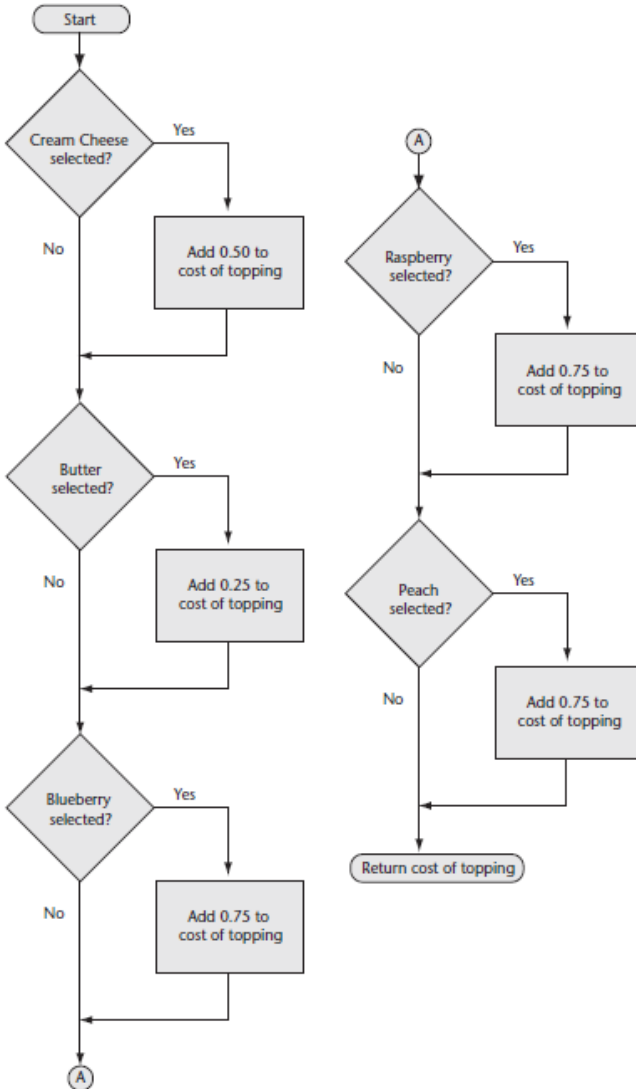 Start
Cream Cheese
selected?
Yes
No
Add 0.50 to
cost of topping
Butter
selected?
Yes
No
Add 0.25 to
cost of topping
Blueberry
selected?
Yes
No
Add 0.75 to
cost of topping
A
A
Raspberry
selected?
Yes
No
Add 0.75 to
cost of topping
Peach
selected?
Yes
No
Add 0.75 to
cost of topping
Return cost of topping